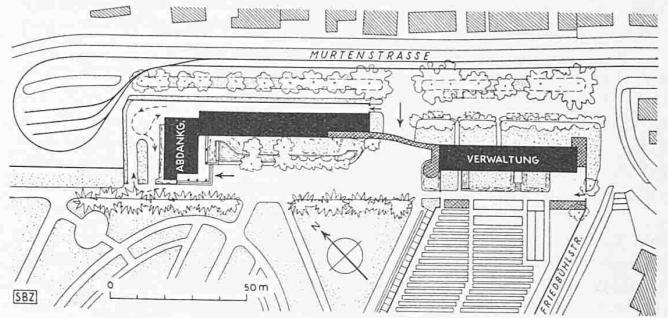 MURTENSTRASSE
ABDANKG.
VERWALTUNG
N
FRIEDBÜHLSTR.
SBZ
0
50 m